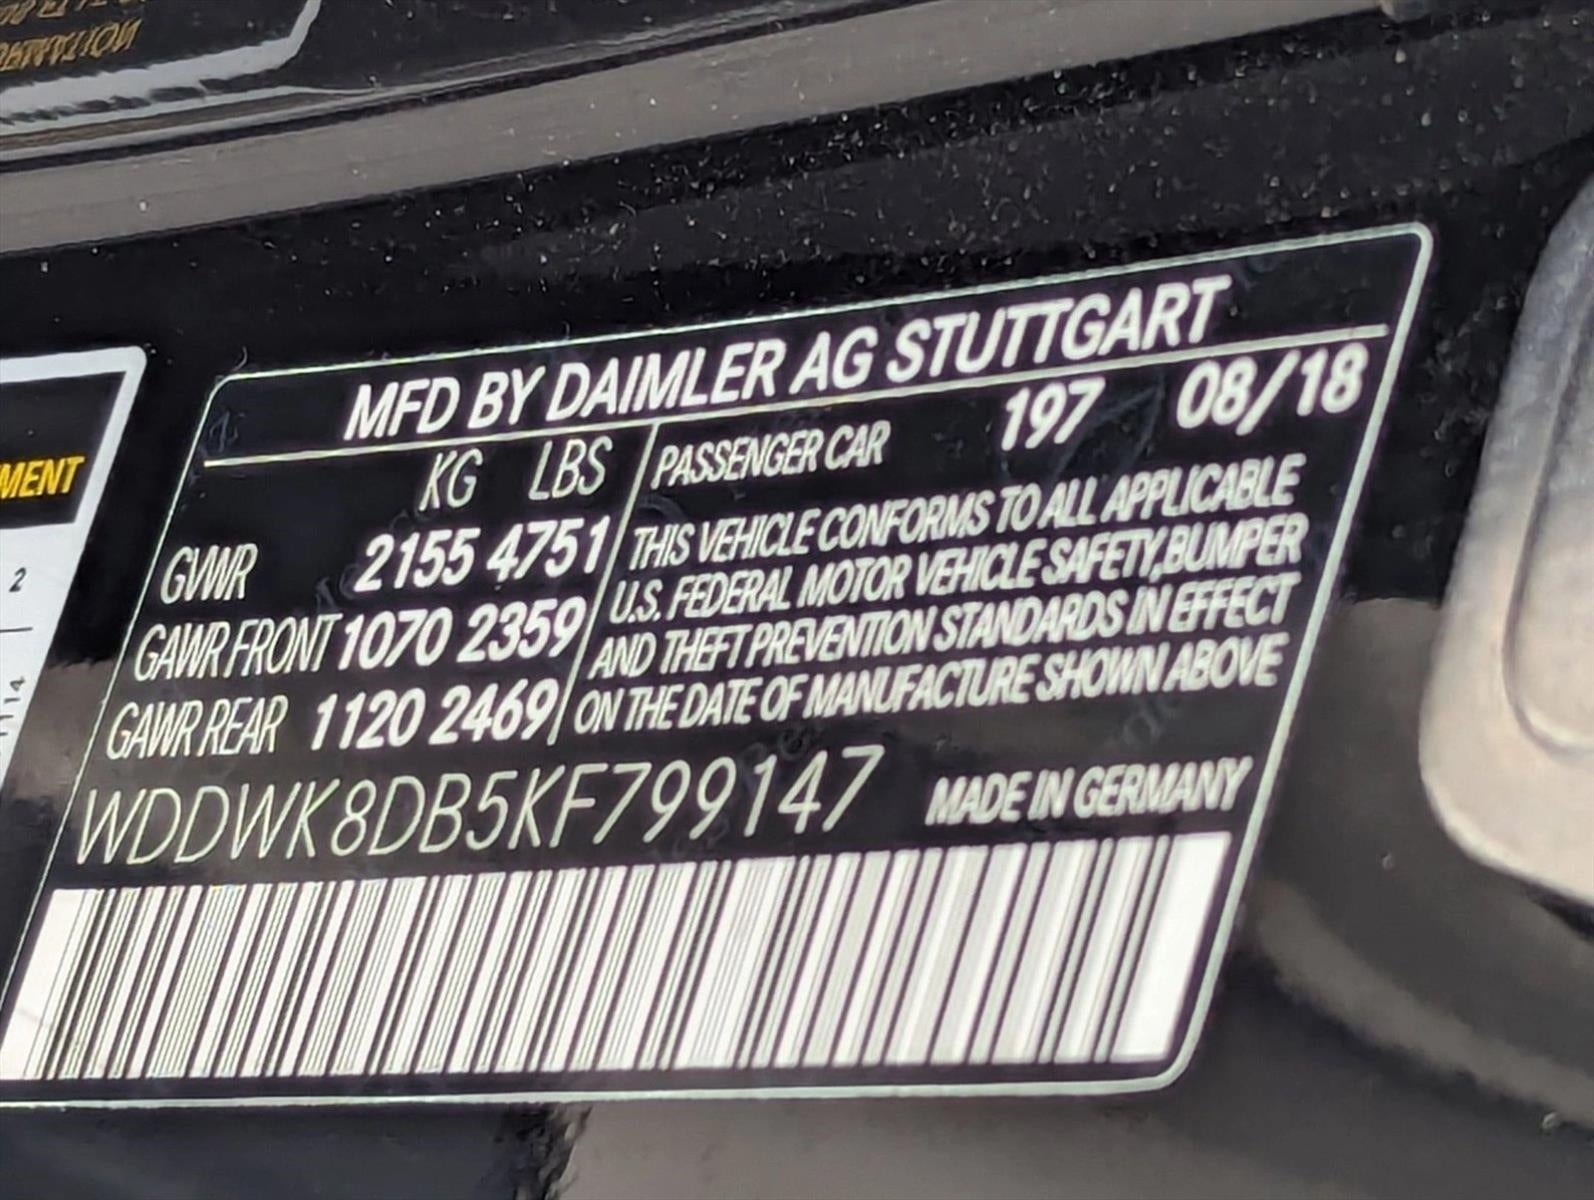 MFD BY DAIMLER AG STUTTGART
KG LBS
GVWR 2155 4751
GAWR FRONT 1070 2359
GAWR REAR 1120 2469
PASSENGER CAR 197 08/18
THIS VEHICLE CONFORMS TO ALL APPLICABLE
U.S. FEDERAL MOTOR VEHICLE SAFETY,BUMPER
AND THEFT PREVENTION STANDARDS IN EFFECT
ON THE DATE OF MANUFACTURE SHOWN ABOVE
WDDWK8DB5KF799147 MADE IN GERMANY
2